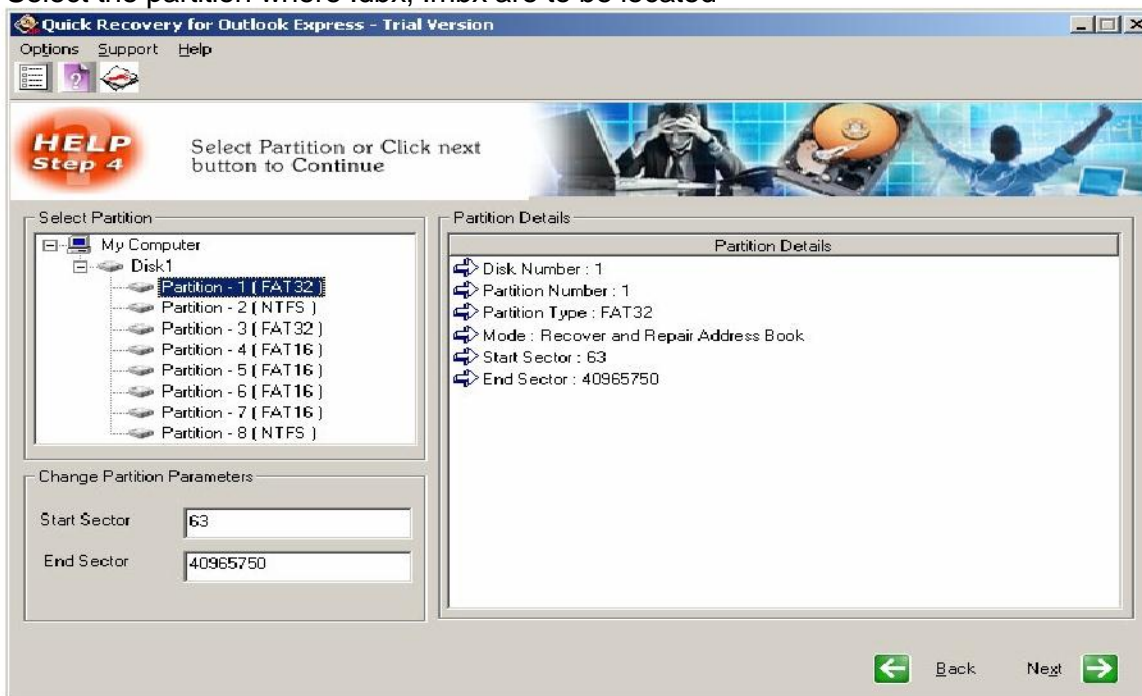 Select the partition where .dbx, .mbx are to be located
Quick Recovery for Outlook Express - Trial Version
Options Support Help
HELP
Step 4
Select Partition or Click next
button to Continue
Select Partition
My Computer
Disk1
Partition - 1 ( FAT32 )
Partition - 2 ( NTFS )
Partition - 3 ( FAT32 )
Partition - 4 ( FAT16 )
Partition - 5 ( FAT16 )
Partition - 6 ( FAT16 )
Partition - 7 ( FAT16 )
Partition - 8 ( NTFS )
Change Partition Parameters
Start Sector 63
End Sector 40965750
Partition Details
Partition Details
Disk Number : 1
Partition Number : 1
Partition Type : FAT32
Mode : Recover and Repair Address Book
Start Sector : 63
End Sector : 40965750
Back Next